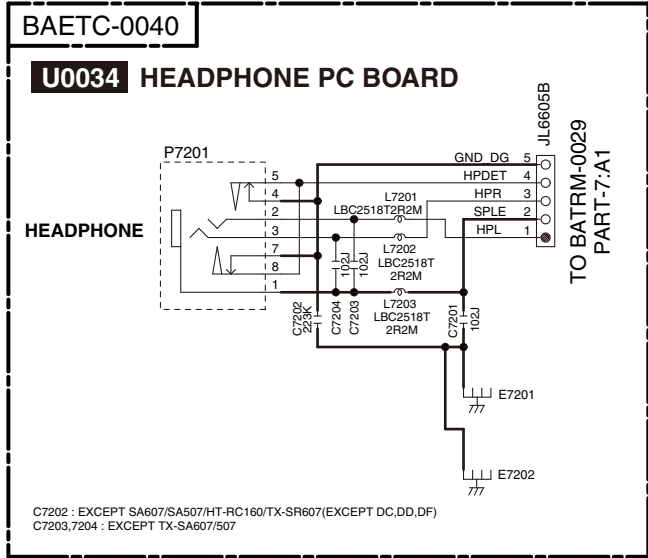 BAETC-0040
U0034 HEADPHONE PC BOARD
JL6605B
TO BATRM-0029
PART-7:A1
P7201
HEADPHONE
5
4
2
3
7
8
1
GND_DG 5
HPDET 4
HPR 3
SPLE 2
HPL 1
L7201
LBC2518T2R2M
L7202
LBC2518T
2R2M
L7203
LBC2518T
2R2M
C7202
223K
C7204
102J
C7203
102J
C7201
102J
E7201
E7202
C7202 : EXCEPT SA607/SA507/HT-RC160/TX-SR607(EXCEPT DC,DD,DF)
C7203,7204 : EXCEPT TX-SA607/507